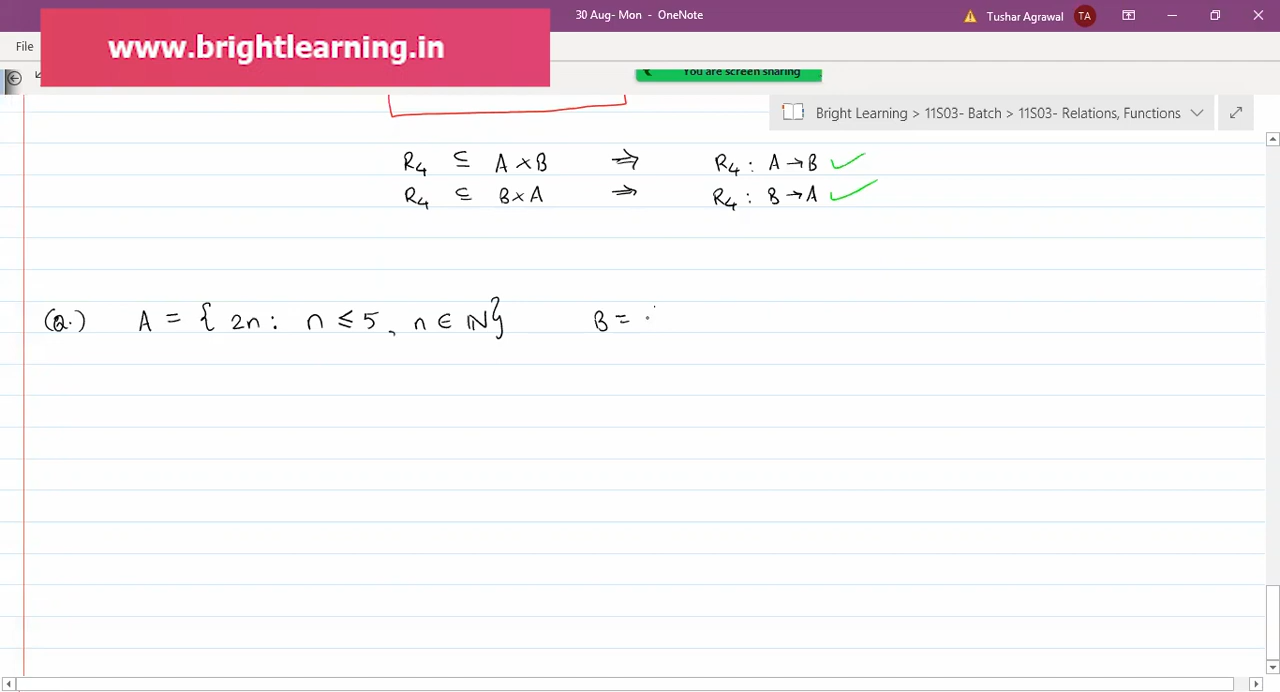 30 Aug- Mon - OneNote
Tushar Agrawal TA
www.brightlearning.in
File
You are screen sharing
Bright Learning > 11S03- Batch > 11S03- Relations, Functions
R₄ ⊆ A × B ⇒ R₄ : A → B ✓
R₄ ⊆ B × A ⇒ R₄ : B → A ✓
(Q.) A = { 2n : n ≤ 5, n ∈ ℕ} B =